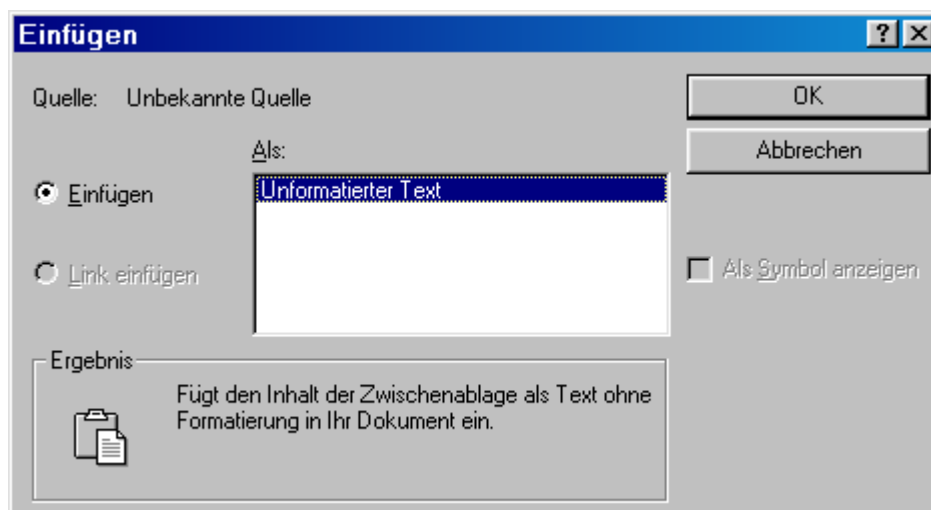 Einfügen
Quelle: Unbekannte Quelle
OK
Als:
Abbrechen
Einfügen
Unformatierter Text
Link einfügen
Als Symbol anzeigen
Ergebnis
Fügt den Inhalt der Zwischenablage als Text ohne
Formatierung in Ihr Dokument ein.